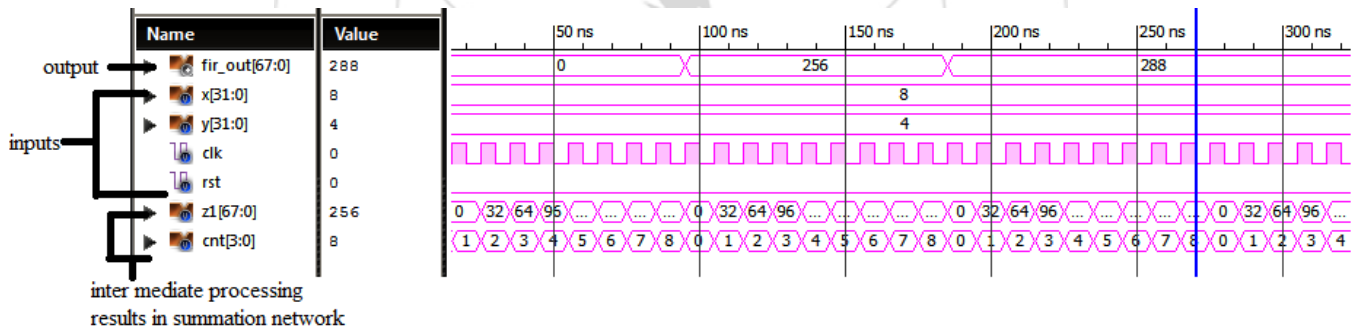 Name Value 50 ns 100 ns 150 ns 200 ns 250 ns 300 ns
output fir_out[67:0] 288 0 256 288
x[31:0] 8 8
inputs y[31:0] 4 4
clk 0
rst 0
z1[67:0] 256 0 32 64 96 ... ... ... ... 0 32 64 96 ... ... ... ... ... 0 32 64 96 ... ... ... ... ... 0 32 64 96 ...
cnt[3:0] 8 1 2 3 4 5 6 7 8 0 1 2 3 4 5 6 7 8 0 1 2 3 4 5 6 7 8 0 1 2 3 4
inter mediate processing
results in summation network